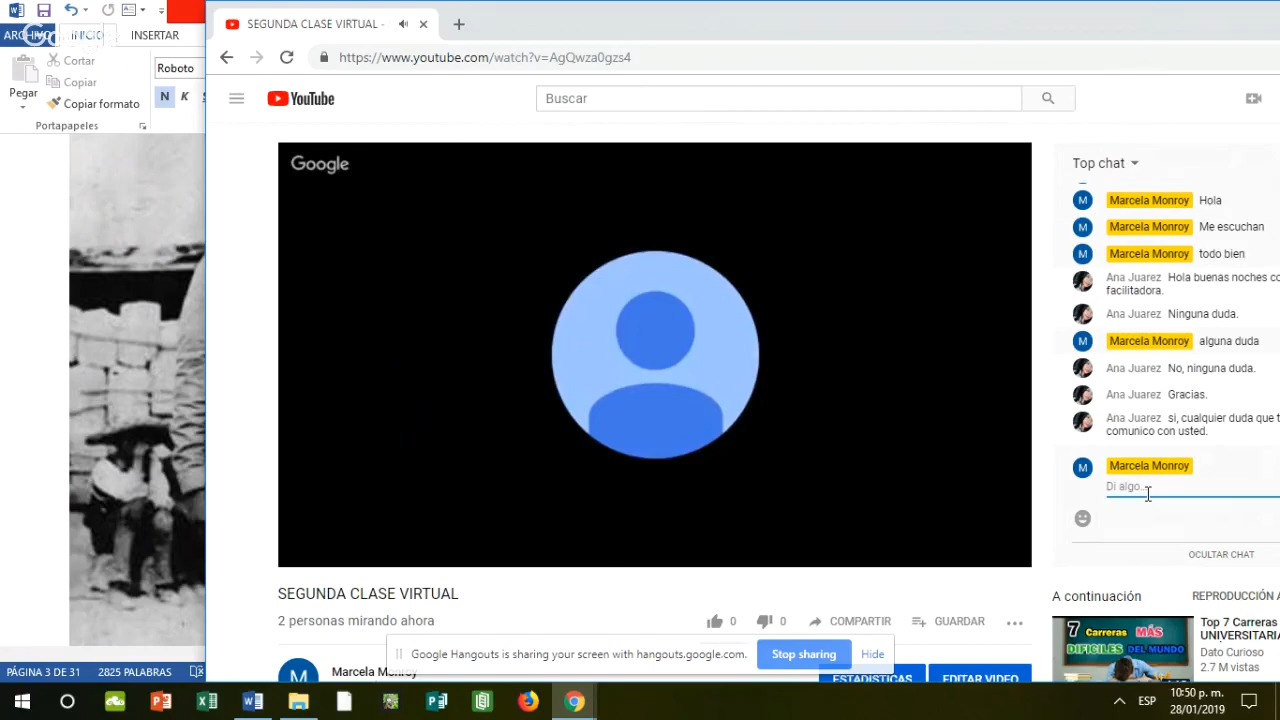 SEGUNDA CLASE VIRTUAL -
ARCHIVO INICIO INSERTAR
Google
https://www.youtube.com/watch?v=AgQwza0gzs4
Cortar
Copiar
Copiar formato
Pegar
Roboto
N K S
Portapapeles
YouTube
Buscar
Google
Top chat
M Marcela Monroy Hola
M Marcela Monroy Me escuchan
M Marcela Monroy todo bien
Ana Juarez Hola buenas noches
facilitadora.
Ana Juarez Ninguna duda.
M Marcela Monroy alguna duda
Ana Juarez No, ninguna duda.
Ana Juarez Gracias.
Ana Juarez si, cualquier duda que
comunico con usted.
M Marcela Monroy
Di algo...
OCULTAR CHAT
SEGUNDA CLASE VIRTUAL
2 personas mirando ahora
0 0 COMPARTIR GUARDAR
A continuación
REPRODUCCIÓN
7 Carreras MÁS
DIFICILES DEL MUNDO
Top 7 Carreras
UNIVERSITARI
Dato Curioso
2.7 M vistas
Google Hangouts is sharing your screen with hangouts.google.com.
Stop sharing
Hide
M Marcela Monroy
ESTADÍSTICAS
EDITAR VIDEO
PÁGINA 3 DE 31 2825 PALABRAS
ESP
10:50 p. m.
28/01/2019